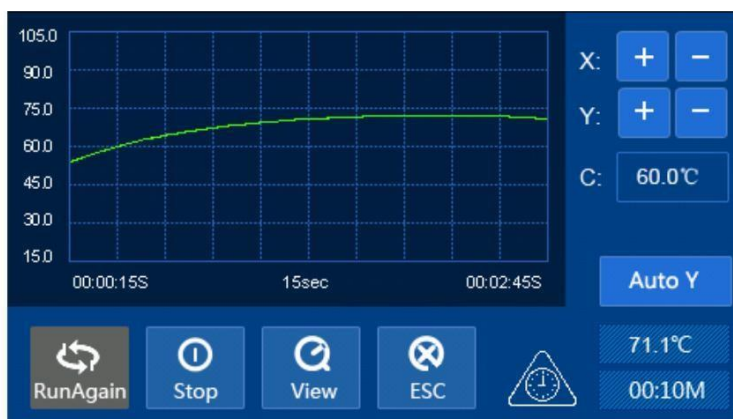 105.0
90.0
75.0
60.0
45.0
30.0
15.0
00:00:15S 15sec 00:02:45S
X: + −
Y: + −
C: 60.0℃
Auto Y
71.1℃
00:10M
RunAgain Stop View ESC